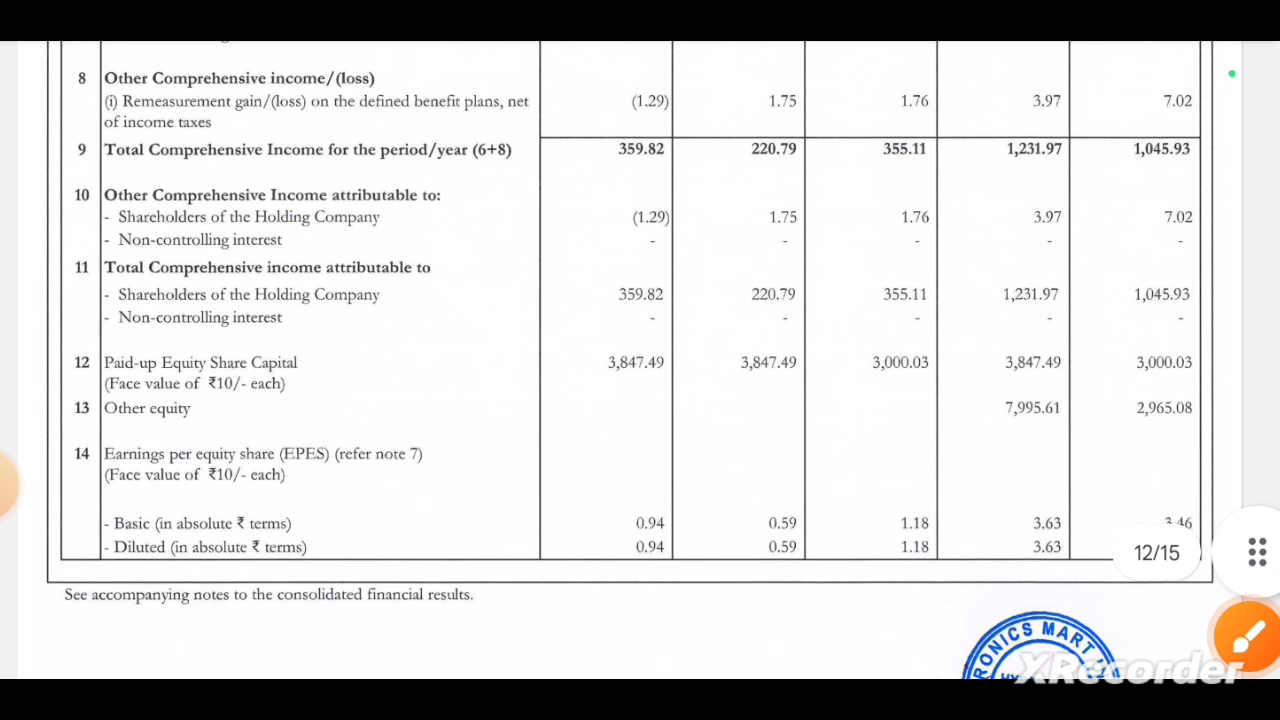 8 Other Comprehensive income/(loss)
(i) Remeasurement gain/(loss) on the defined benefit plans, net (1.29) 1.75 1.76 3.97 7.02
of income taxes
9 Total Comprehensive Income for the period/year (6+8) 359.82 220.79 355.11 1,231.97 1,045.93
10 Other Comprehensive Income attributable to:
- Shareholders of the Holding Company (1.29) 1.75 1.76 3.97 7.02
- Non-controlling interest - - - - -
11 Total Comprehensive income attributable to
- Shareholders of the Holding Company 359.82 220.79 355.11 1,231.97 1,045.93
- Non-controlling interest - - - - -
12 Paid-up Equity Share Capital 3,847.49 3,847.49 3,000.03 3,847.49 3,000.03
(Face value of ₹10/- each)
13 Other equity 7,995.61 2,965.08
14 Earnings per equity share (EPES) (refer note 7)
(Face value of ₹10/- each)
- Basic (in absolute ₹ terms) 0.94 0.59 1.18 3.63 3.46
- Diluted (in absolute ₹ terms) 0.94 0.59 1.18 3.63
12/15
See accompanying notes to the consolidated financial results.
RONICS MART
XRecorder